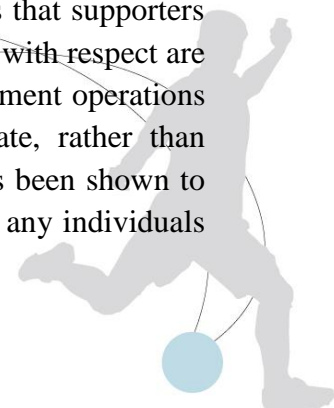 s that supporters
with respect are
ment operations
ate, rather than
s been shown to
any individuals